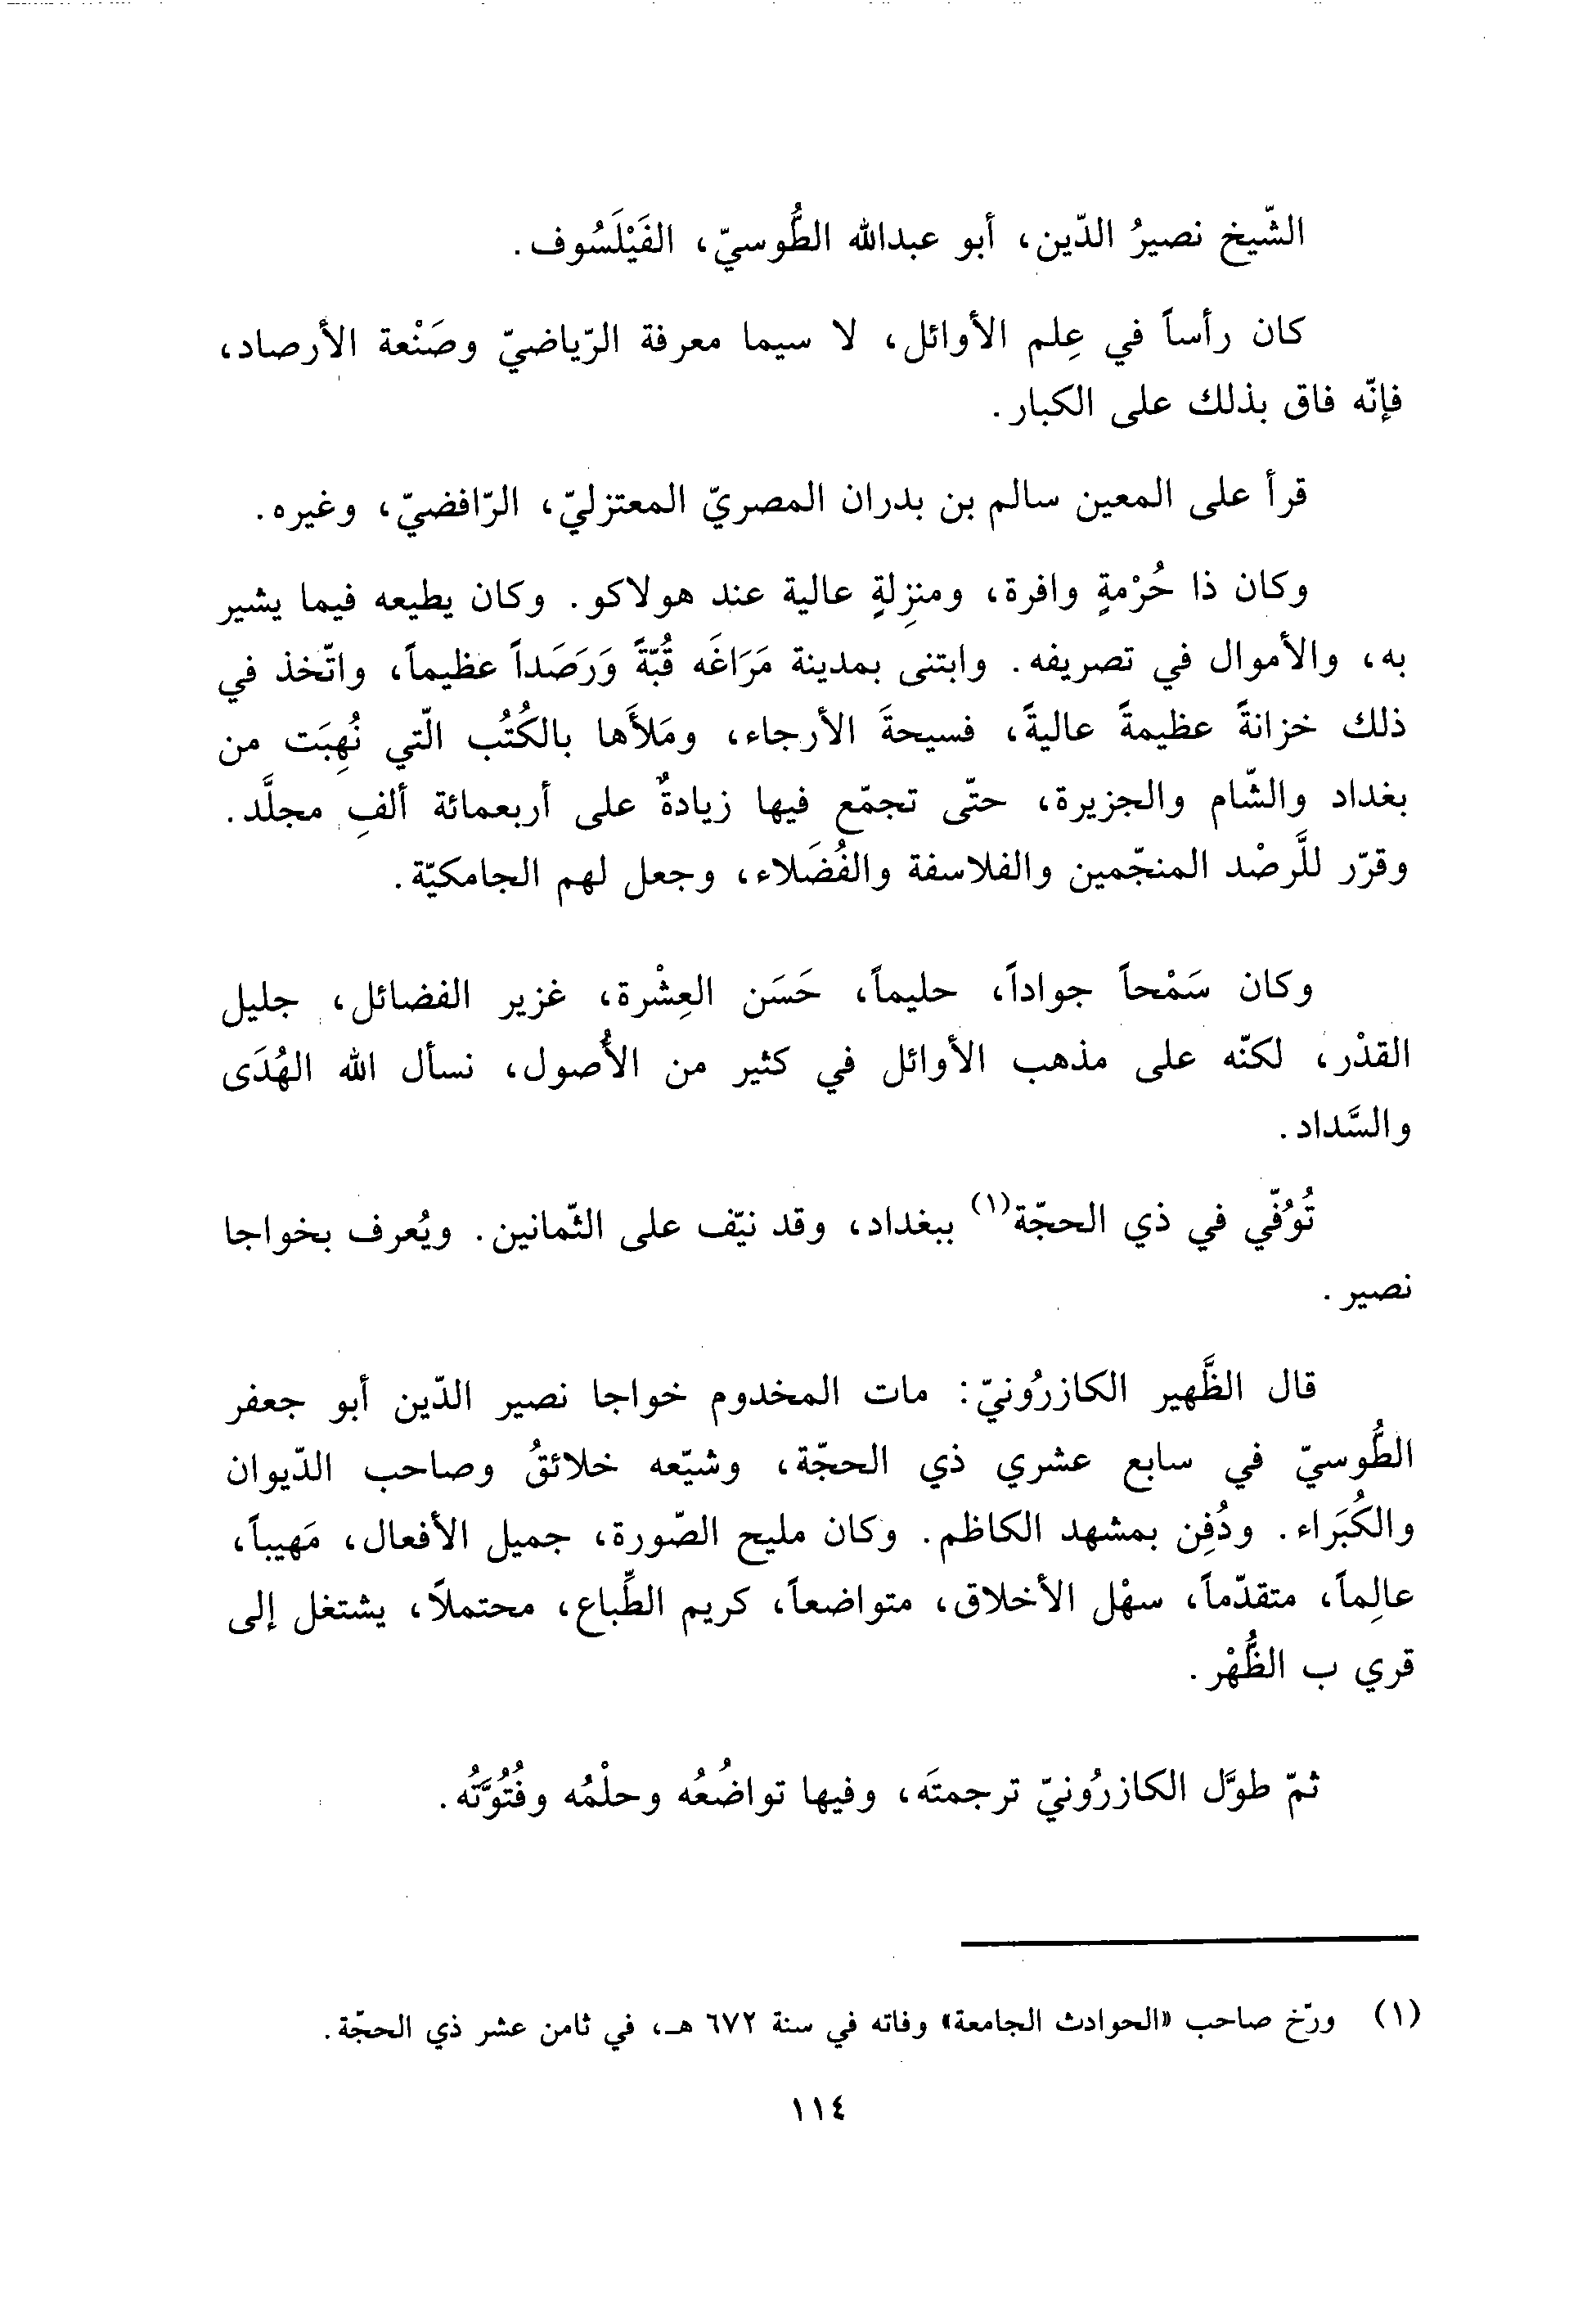 الشّيخ نصيرُ الدّين، أبو عبدالله الطُّوسيّ، الفَيْلَسُوف.
كان رأساً في عِلم الأوائل، لا سيما معرفة الرّياضيّ وصَنْعة الأرصاد،
فإنّه فاق بذلك على الكبار.
قرأ على المعين سالم بن بدران المصريّ المعتزليّ، الرّافضيّ، وغيره.
وكان ذا حُرْمةٍ وافرة، ومنزِلةٍ عالية عند هولاكو. وكان يطيعه فيما يشير
به، والأموال في تصريفه. وابتنى بمدينة مَرَاغَه قُبّةً وَرَصَداً عظيماً، واتّخذ في
ذلك خزانةً عظيمةً عاليةً، فسيحةَ الأرجاء، ومَلأَها بالكُتُب الّتي نُهِبَت من
بغداد والشّام والجزيرة، حتّى تجمّع فيها زيادةٌ على أربعمائة ألفِ مجلَّد.
وقرّر للَّرصْد المنجّمين والفلاسفة والفُضَلاء، وجعل لهم الجامكيّة.
وكان سَمْحاً جواداً، حليماً، حَسَن العِشْرة، غزير الفضائل، جليل
القدْر، لكنّه على مذهب الأوائل في كثير من الأُصول، نسأل الله الهُدَى
والسَّداد.
تُوُفّي في ذي الحجّة(١) ببغداد، وقد نيّف على الثّمانين. ويُعرف بخواجا
نصير.
قال الظَّهير الكازرُونيّ: مات المخدوم خواجا نصير الدّين أبو جعفر
الطُّوسيّ في سابع عشري ذي الحجّة، وشيّعه خلائقُ وصاحب الدّيوان
والكُبَراء. ودُفِن بمشهد الكاظم. وكان مليح الصّورة، جميل الأفعال، مَهيباً،
عالِماً، متقدّماً، سهْل الأخلاق، متواضعاً، كريم الطِّباع، محتملاً، يشتغل إلى
قري ب الظُّهْر.
ثمّ طوَّل الكازرُونيّ ترجمتَه، وفيها تواضُعُه وحلْمُه وفُتُوَّتُه.
(١) ورّخ صاحب «الحوادث الجامعة» وفاته في سنة ٦٧٢ هـ، في ثامن عشر ذي الحجّة.
١١٤